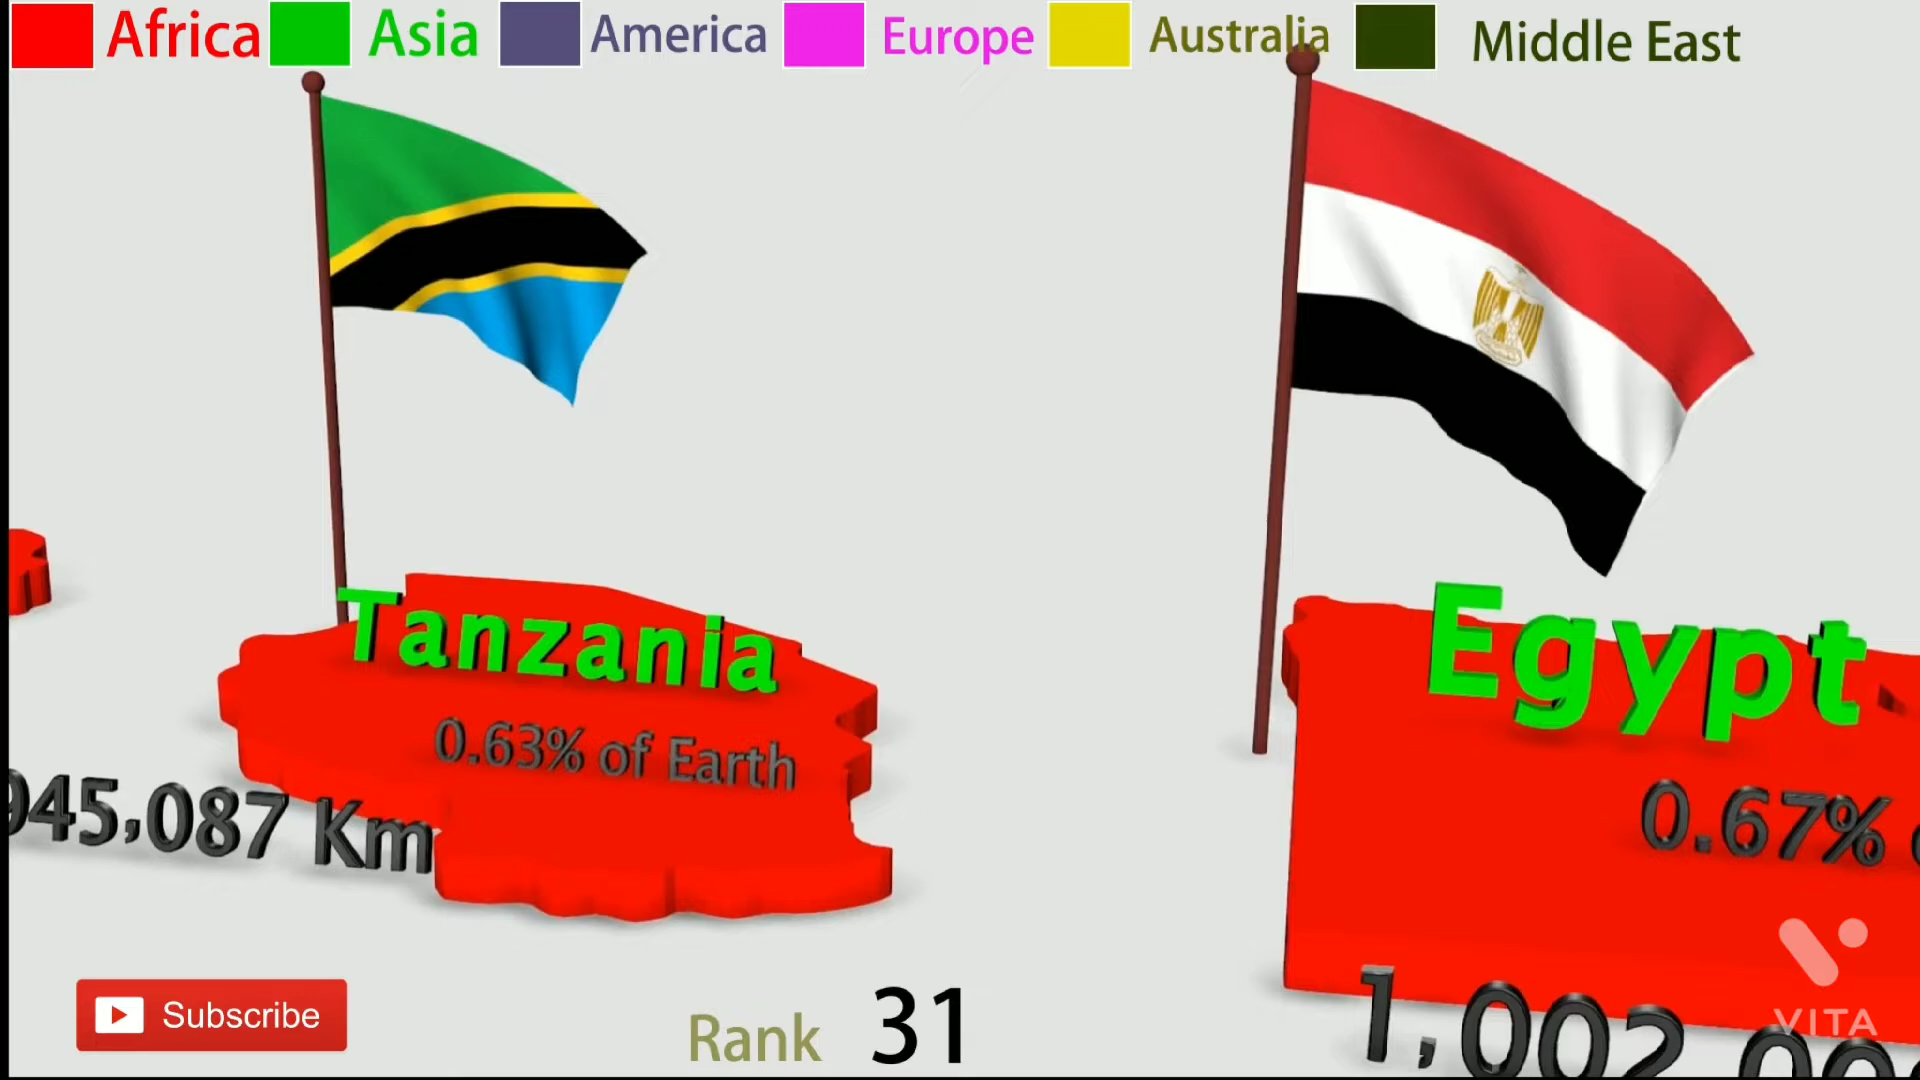 Africa Asia America Europe Australia Middle East
Tanzania
0.63% of Earth
945,087 Km
Egypt
0.67%
1,002
Subscribe
Rank 31
VITA